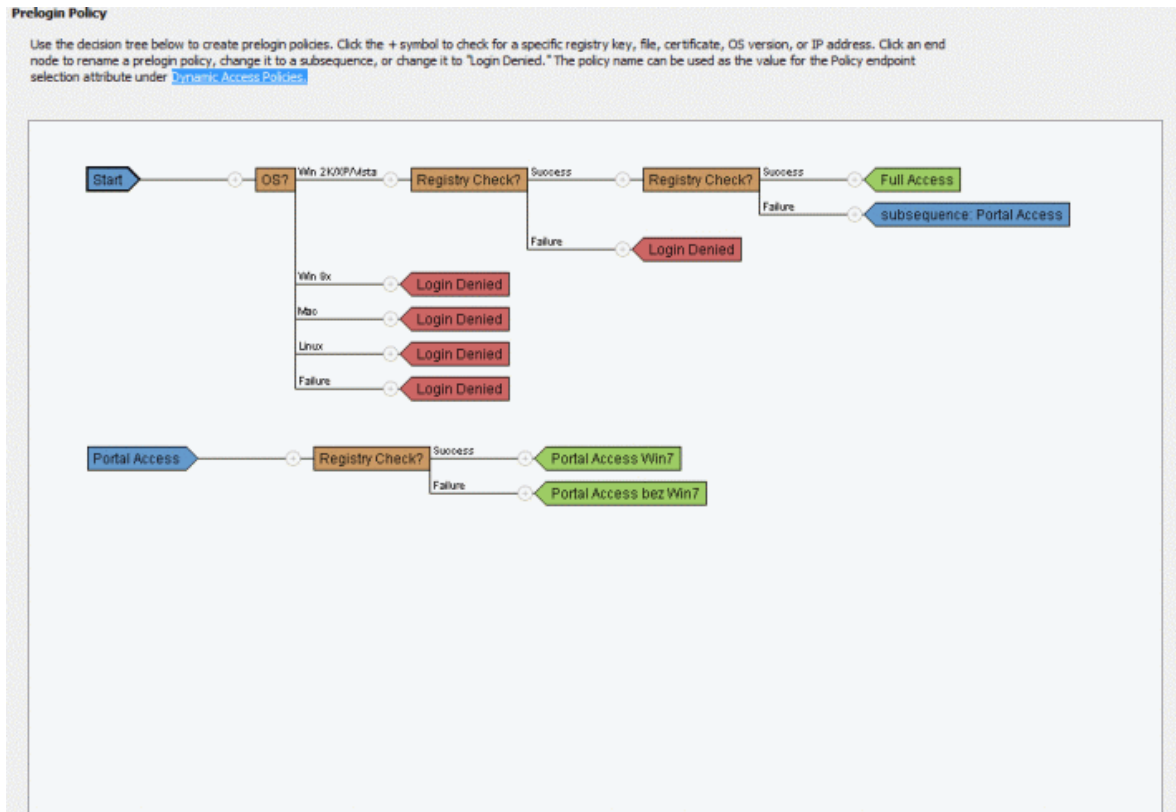 Prelogin Policy
Use the decision tree below to create prelogin policies. Click the + symbol to check for a specific registry key, file, certificate, OS version, or IP address. Click an end
node to rename a prelogin policy, change it to a subsequence, or change it to "Login Denied." The policy name can be used as the value for the Policy endpoint
selection attribute under Dynamic Access Policies.
Start
OS?
Win 2K/XP/Vista
Registry Check?
Success
Registry Check?
Success
Full Access
Failure
subsequence: Portal Access
Failure
Login Denied
Win 9x
Login Denied
Mac
Login Denied
Linux
Login Denied
Failure
Login Denied
Portal Access
Registry Check?
Success
Portal Access Win7
Failure
Portal Access bez Win7